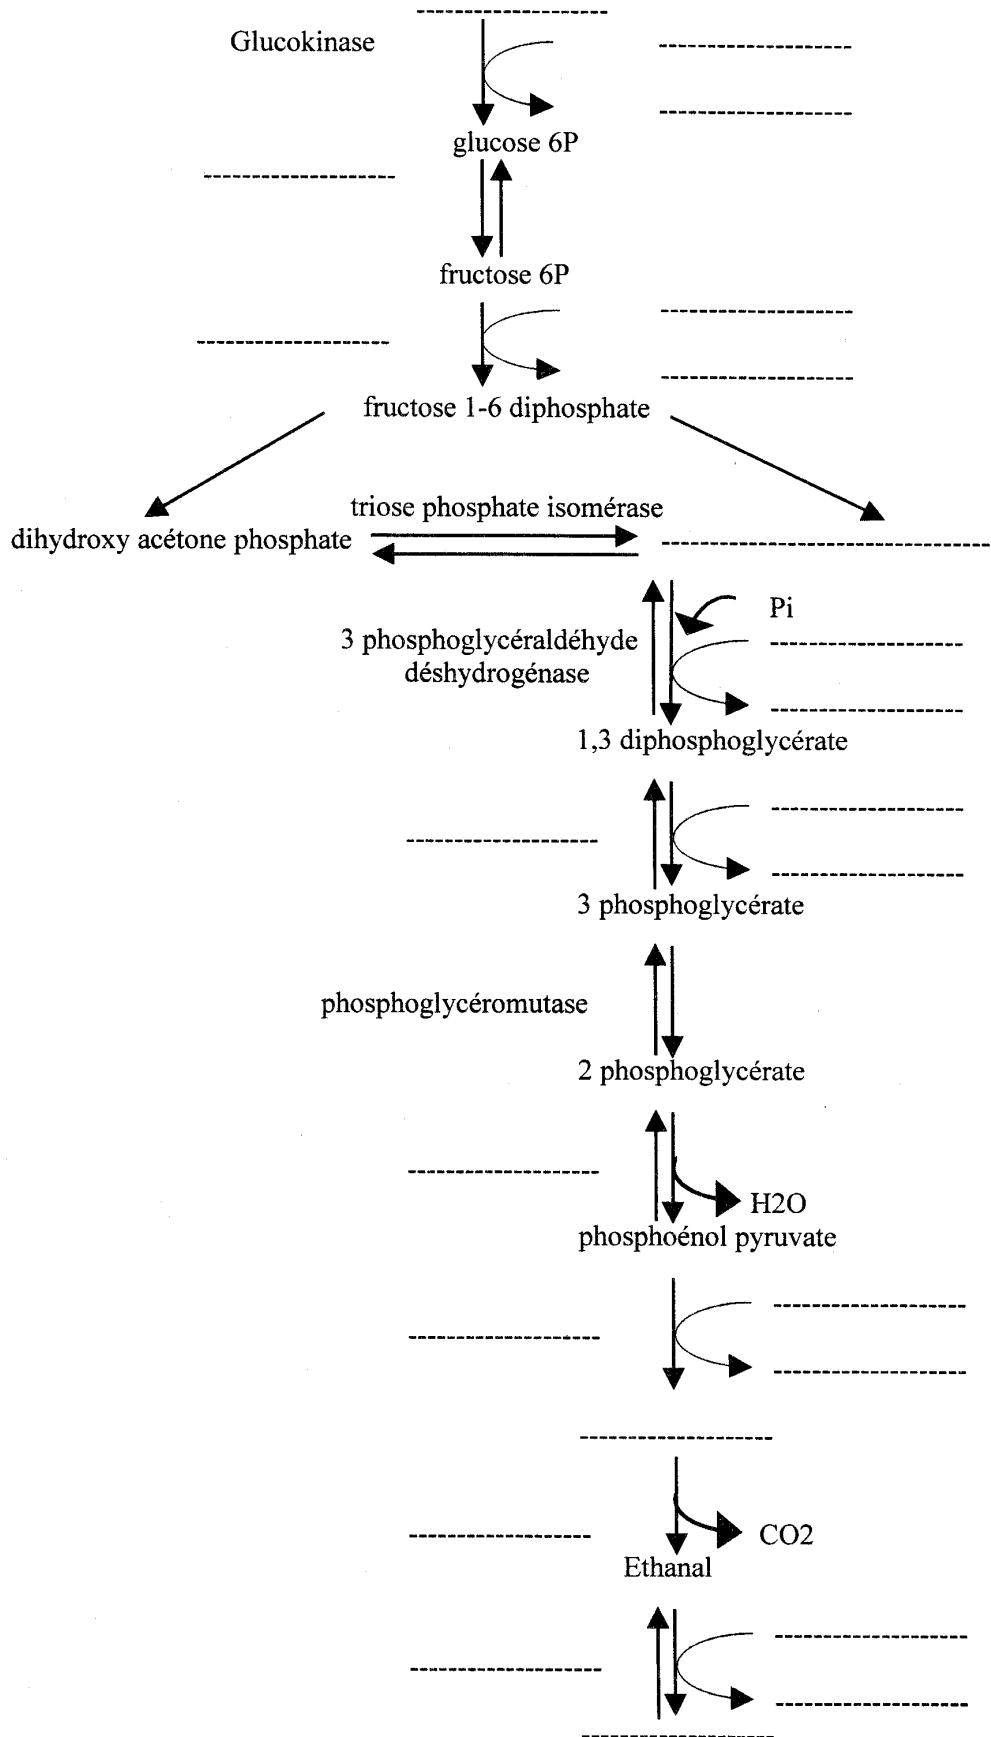 Glucokinase
glucose 6P
fructose 6P
fructose 1-6 diphosphate
triose phosphate isomérase
dihydroxy acétone phosphate
Pi
3 phosphoglycéraldéhyde
déshydrogénase
1,3 diphosphoglycérate
3 phosphoglycérate
phosphoglycéromutase
2 phosphoglycérate
H2O
phosphoénol pyruvate
CO2
Ethanal